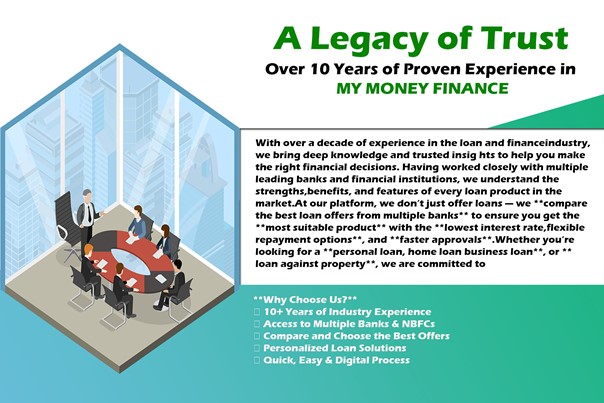 A Legacy of Trust
Over 10 Years of Proven Experience in
MY MONEY FINANCE
With over a decade of experience in the loan and financeindustry,
we bring deep knowledge and trusted insig hts to help you make
the right financial decisions. Having worked closely with multiple
leading banks and financial institutions, we understand the
strengths,benefits, and features of every loan product in the
market.At our platform, we don't just offer loans — we **compare
the best loan offers from multiple banks** to ensure you get the
**most suitable product** with the **lowest interest rate,flexible
repayment options**, and **faster approvals**.Whether you're
looking for a **personal loan, home loan business loan**, or **
loan against property**, we are committed to
**Why Choose Us?**
□ 10+ Years of Industry Experience
□ Access to Multiple Banks & NBFCs
□ Compare and Choose the Best Offers
□ Personalized Loan Solutions
□ Quick, Easy & Digital Process